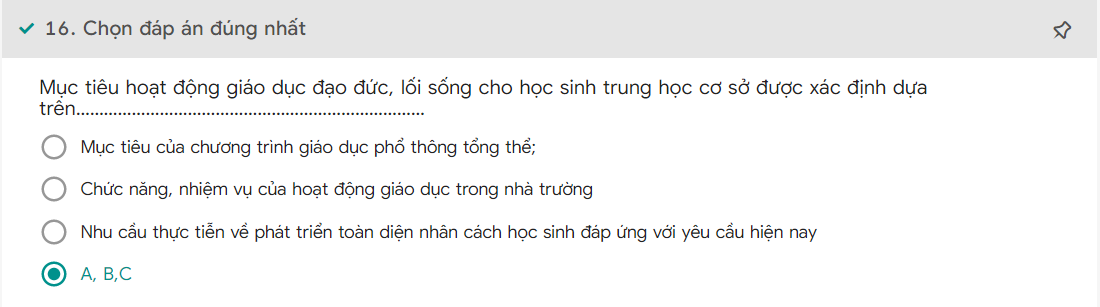 16. Chọn đáp án đúng nhất
Mục tiêu hoạt động giáo dục đạo đức, lối sống cho học sinh trung học cơ sở được xác định dựa
trên...........................................................................
Mục tiêu của chương trình giáo dục phổ thông tổng thể;
Chức năng, nhiệm vụ của hoạt động giáo dục trong nhà trường
Nhu cầu thực tiễn về phát triển toàn diện nhân cách học sinh đáp ứng với yêu cầu hiện nay
A, B,C